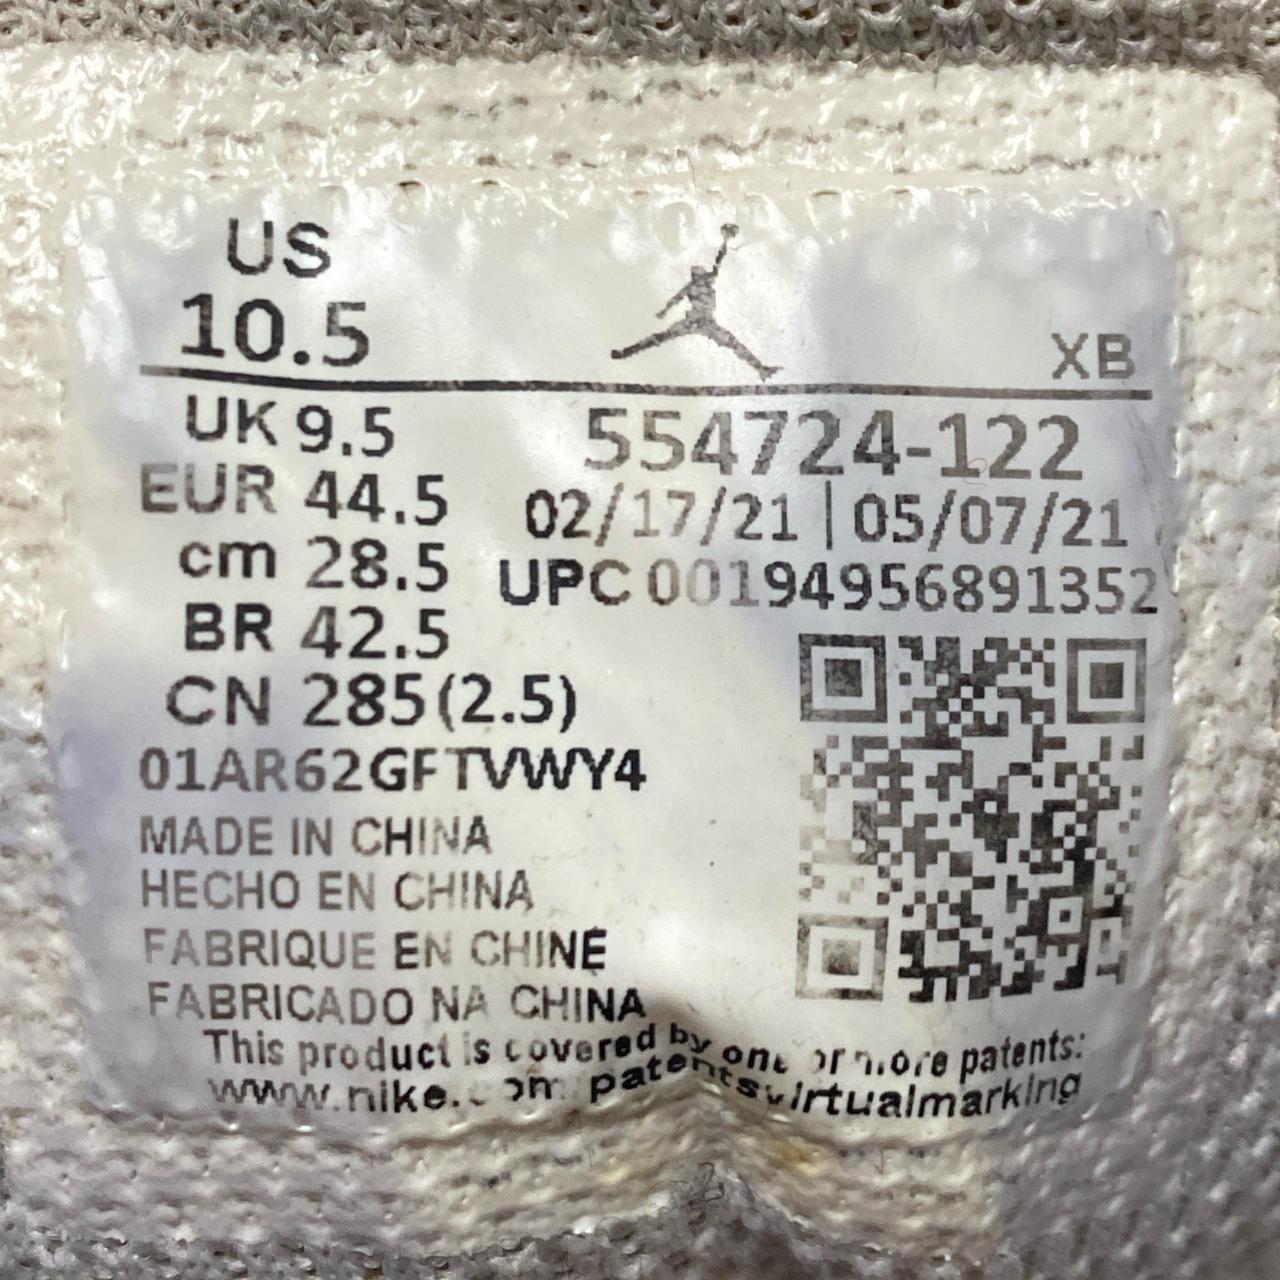 US
10.5
XB
UK 9.5
554724-122
EUR 44.5
02/17/21 | 05/07/21
cm 28.5
UPC 00194956891352
BR 42.5
CN 285(2.5)
01AR62GFTVWY4
MADE IN CHINA
HECHO EN CHINA
FABRIQUE EN CHINE
FABRICADO NA CHINA
This product is covered by one or more patents:
www.nike.com patentsvirtualmarking